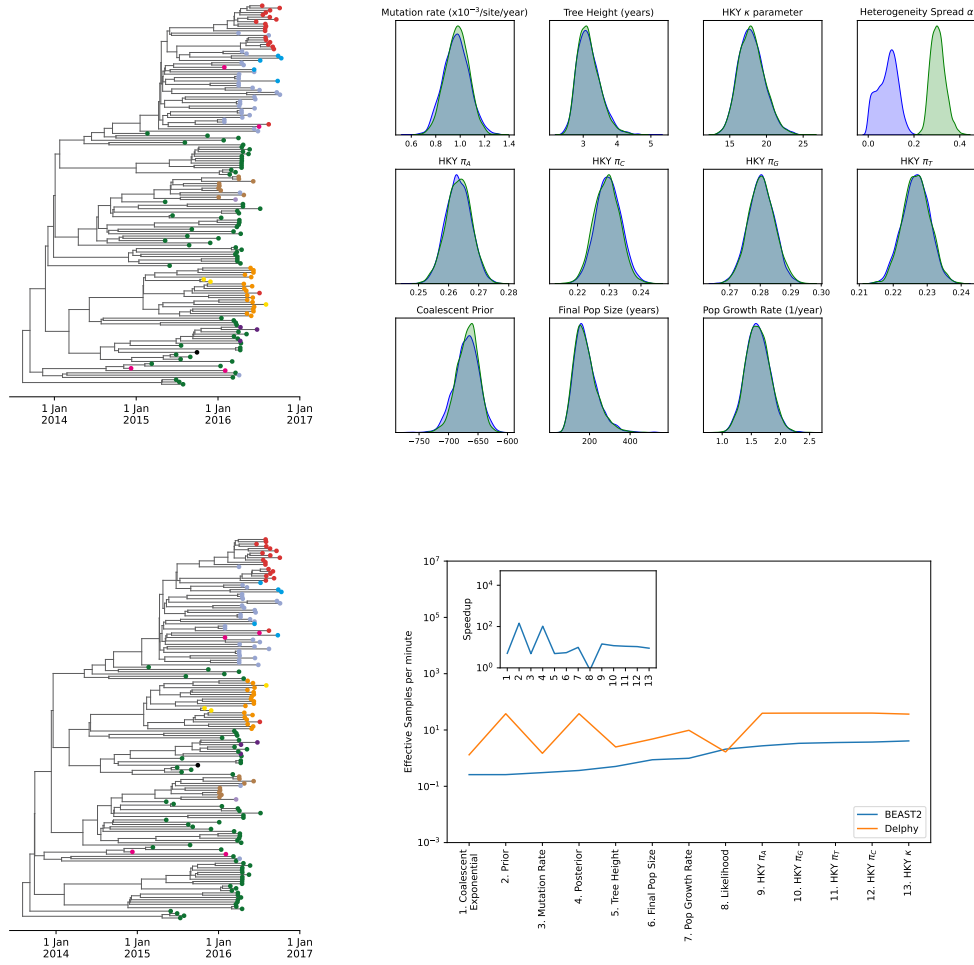 1 Jan
2014
1 Jan
2015
1 Jan
2016
1 Jan
2017
Mutation rate (x10⁻³/site/year)
0.6 0.8 1.0 1.2 1.4
Tree Height (years)
3 4 5
HKY κ parameter
15 20 25
Heterogeneity Spread α
0.0 0.2 0.4
HKY π_A
0.25 0.26 0.27 0.28
HKY π_C
0.22 0.23 0.24
HKY π_G
0.27 0.28 0.29 0.30
HKY π_T
0.21 0.22 0.23 0.24
Coalescent Prior
−750 −700 −650 −600
Final Pop Size (years)
200 400
Pop Growth Rate (1/year)
1.0 1.5 2.0 2.5
1 Jan
2014
1 Jan
2015
1 Jan
2016
1 Jan
2017
Effective Samples per minute
10⁷
10⁵
10³
10¹
10⁻¹
10⁻³
Speedup
10⁴
10²
10⁰
1 2 3 4 5 6 7 8 9 10 11 12 13
BEAST2
Delphy
1. Coalescent
Exponential
2. Prior
3. Mutation Rate
4. Posterior
5. Tree Height
6. Final Pop Size
7. Pop Growth Rate
8. Likelihood
9. HKY π_A
10. HKY π_G
11. HKY π_T
12. HKY π_C
13. HKY κ